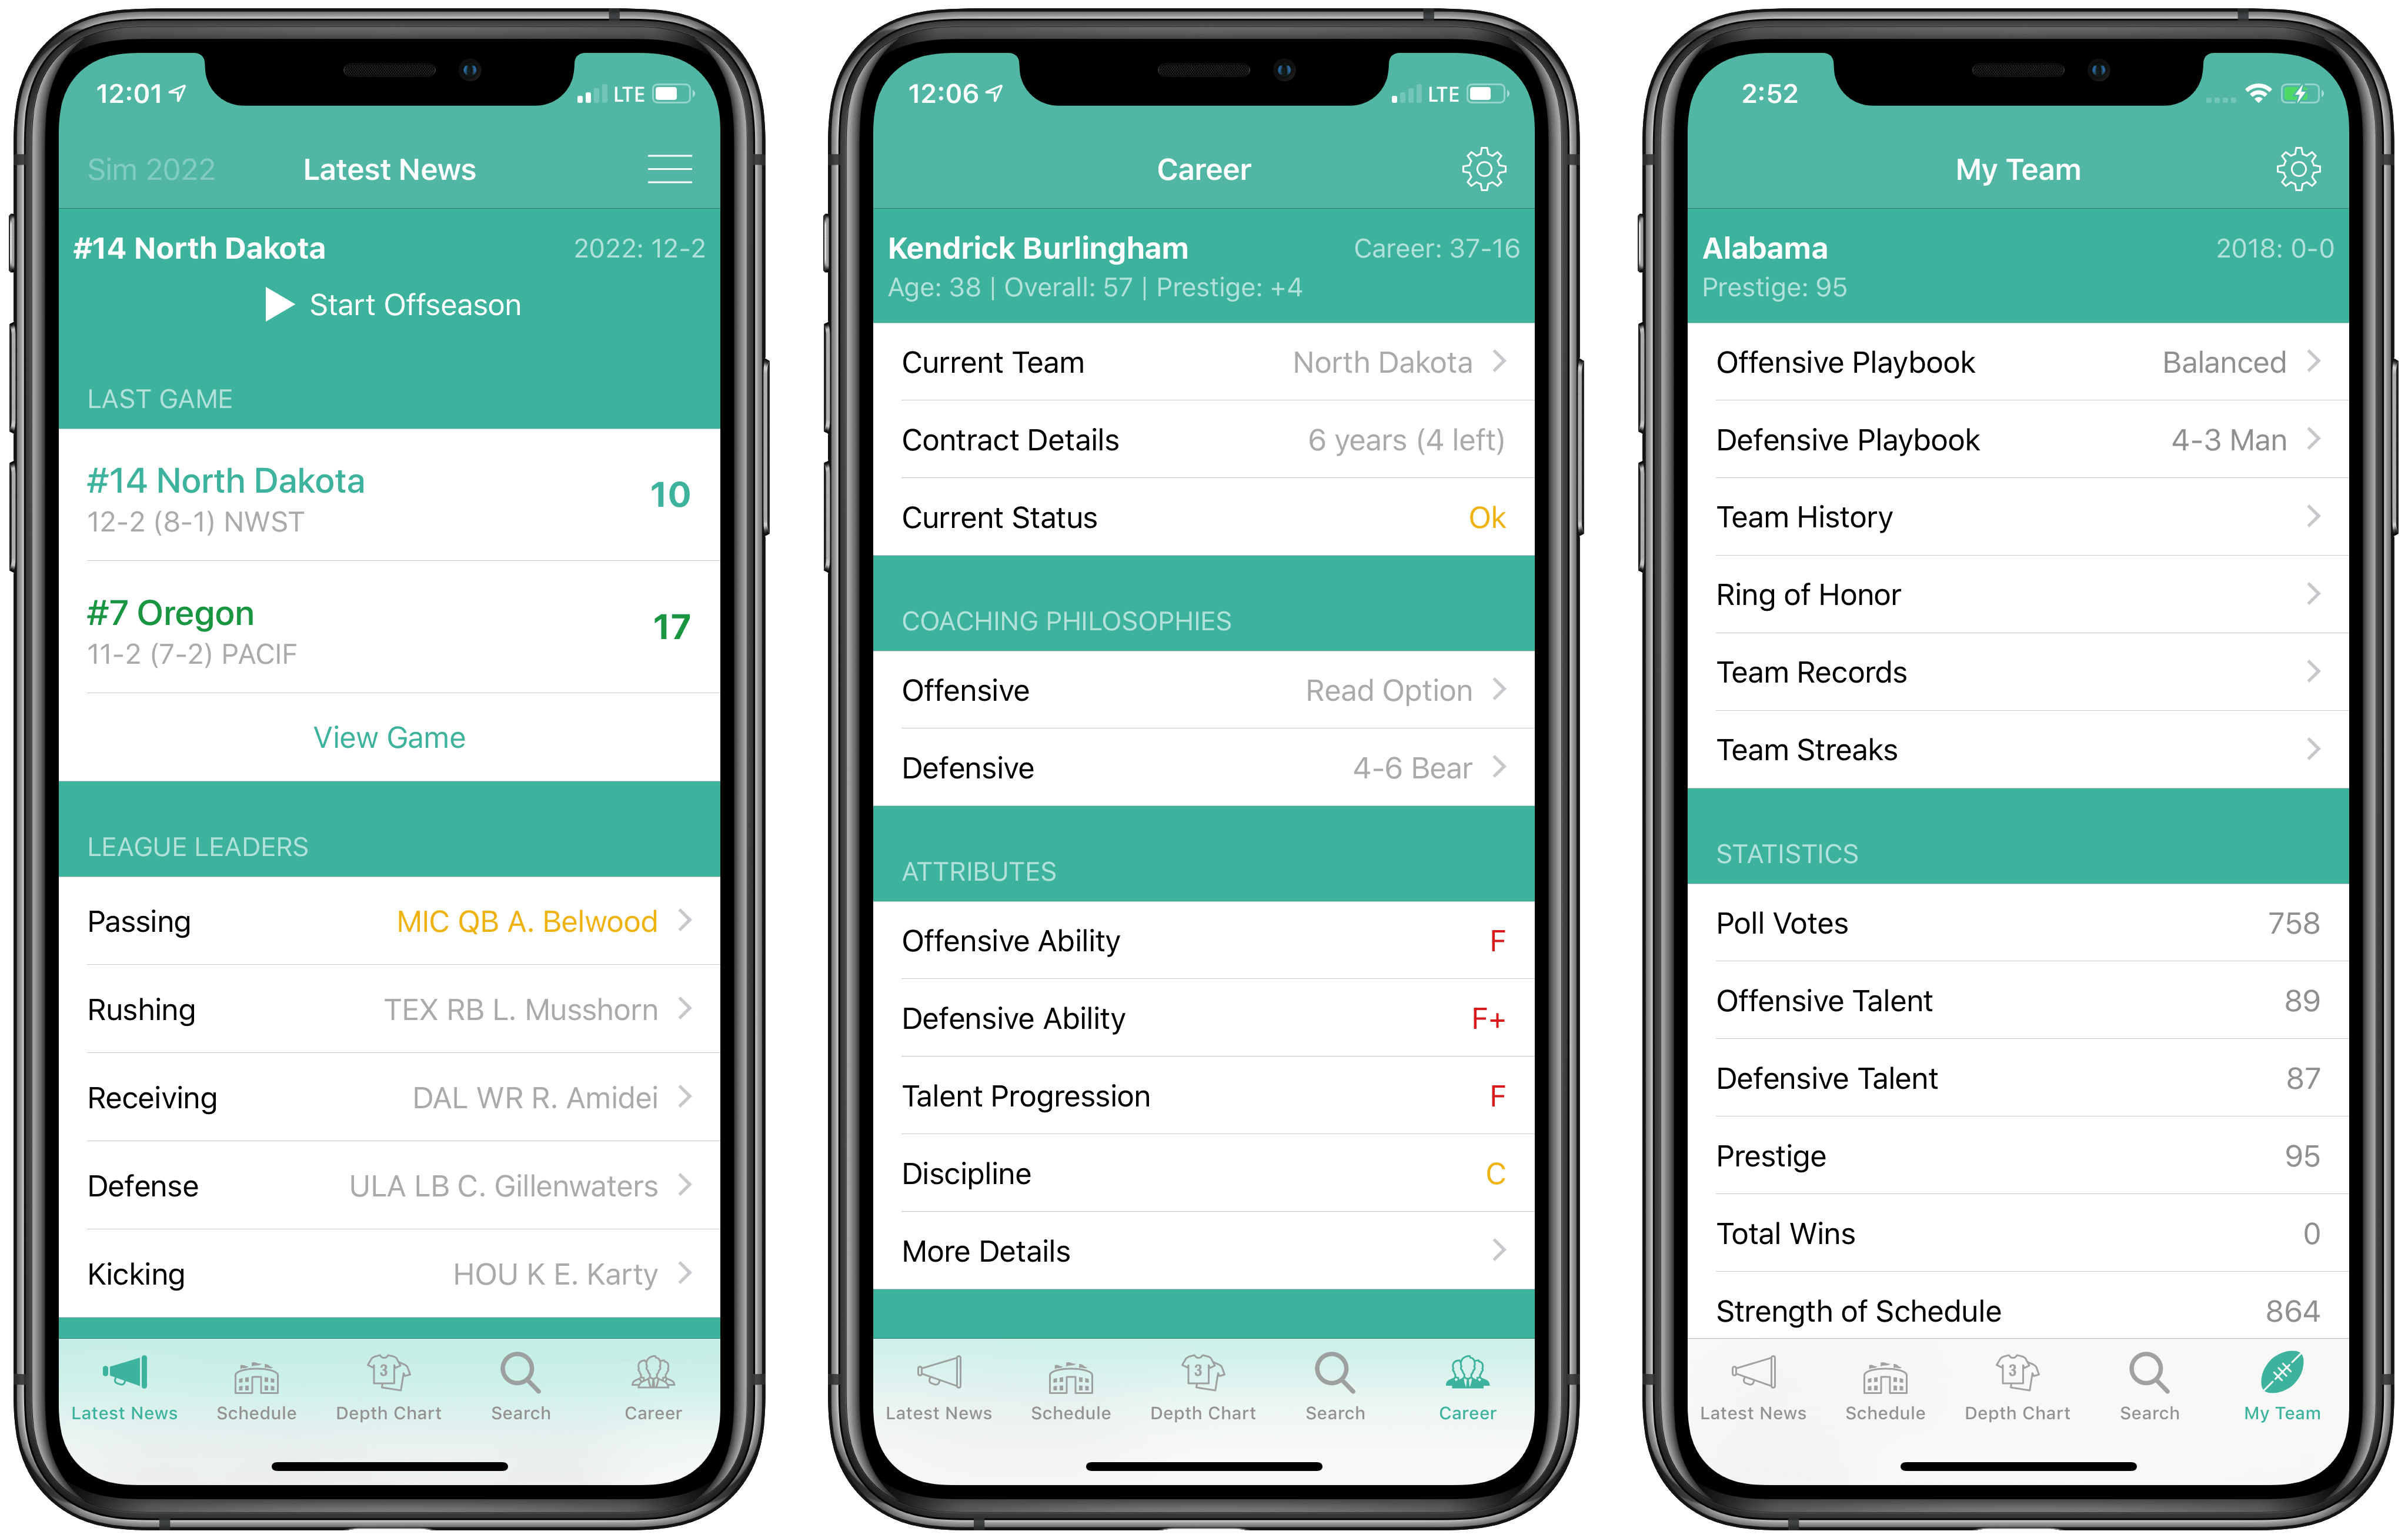 12:01
LTE
Sim 2022
Latest News
#14 North Dakota
2022: 12-2
Start Offseason
LAST GAME
#14 North Dakota
10
12-2 (8-1) NWST
#7 Oregon
17
11-2 (7-2) PACIF
View Game
LEAGUE LEADERS
Passing
MIC QB A. Belwood
Rushing
TEX RB L. Musshorn
Receiving
DAL WR R. Amidei
Defense
ULA LB C. Gillenwaters
Kicking
HOU K E. Karty
3
Latest News
Schedule
Depth Chart
Search
Career
12:06
LTE
Career
Kendrick Burlingham
Career: 37-16
Age: 38 | Overall: 57 | Prestige: +4
Current Team
North Dakota
Contract Details
6 years (4 left)
Current Status
Ok
COACHING PHILOSOPHIES
Offensive
Read Option
Defensive
4-6 Bear
ATTRIBUTES
Offensive Ability
F
Defensive Ability
F+
Talent Progression
F
Discipline
C
More Details
3
Latest News
Schedule
Depth Chart
Search
Career
2:52
My Team
Alabama
2018: 0-0
Prestige: 95
Offensive Playbook
Balanced
Defensive Playbook
4-3 Man
Team History
Ring of Honor
Team Records
Team Streaks
STATISTICS
Poll Votes
758
Offensive Talent
89
Defensive Talent
87
Prestige
95
Total Wins
0
Strength of Schedule
864
3
Latest News
Schedule
Depth Chart
Search
My Team